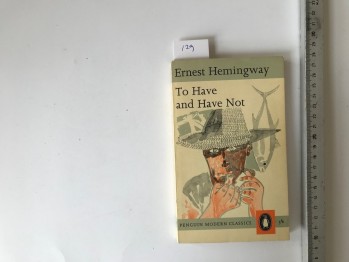 129
Ernest Hemingway
To Have
and Have Not
PENGUIN MODERN CLASSICS